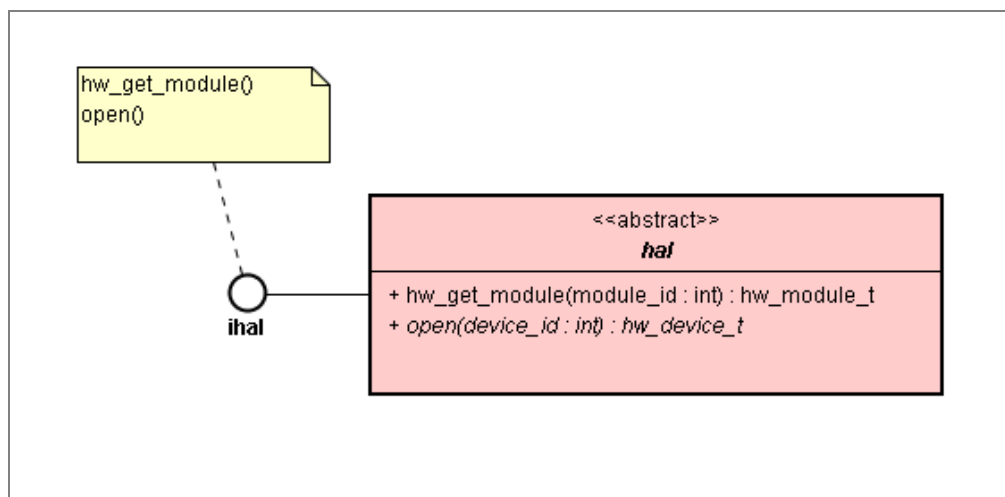 hw_get_module()
open()
<<abstract>>
hal
+ hw_get_module(module_id : int) : hw_module_t
+ open(device_id : int) : hw_device_t
ihal